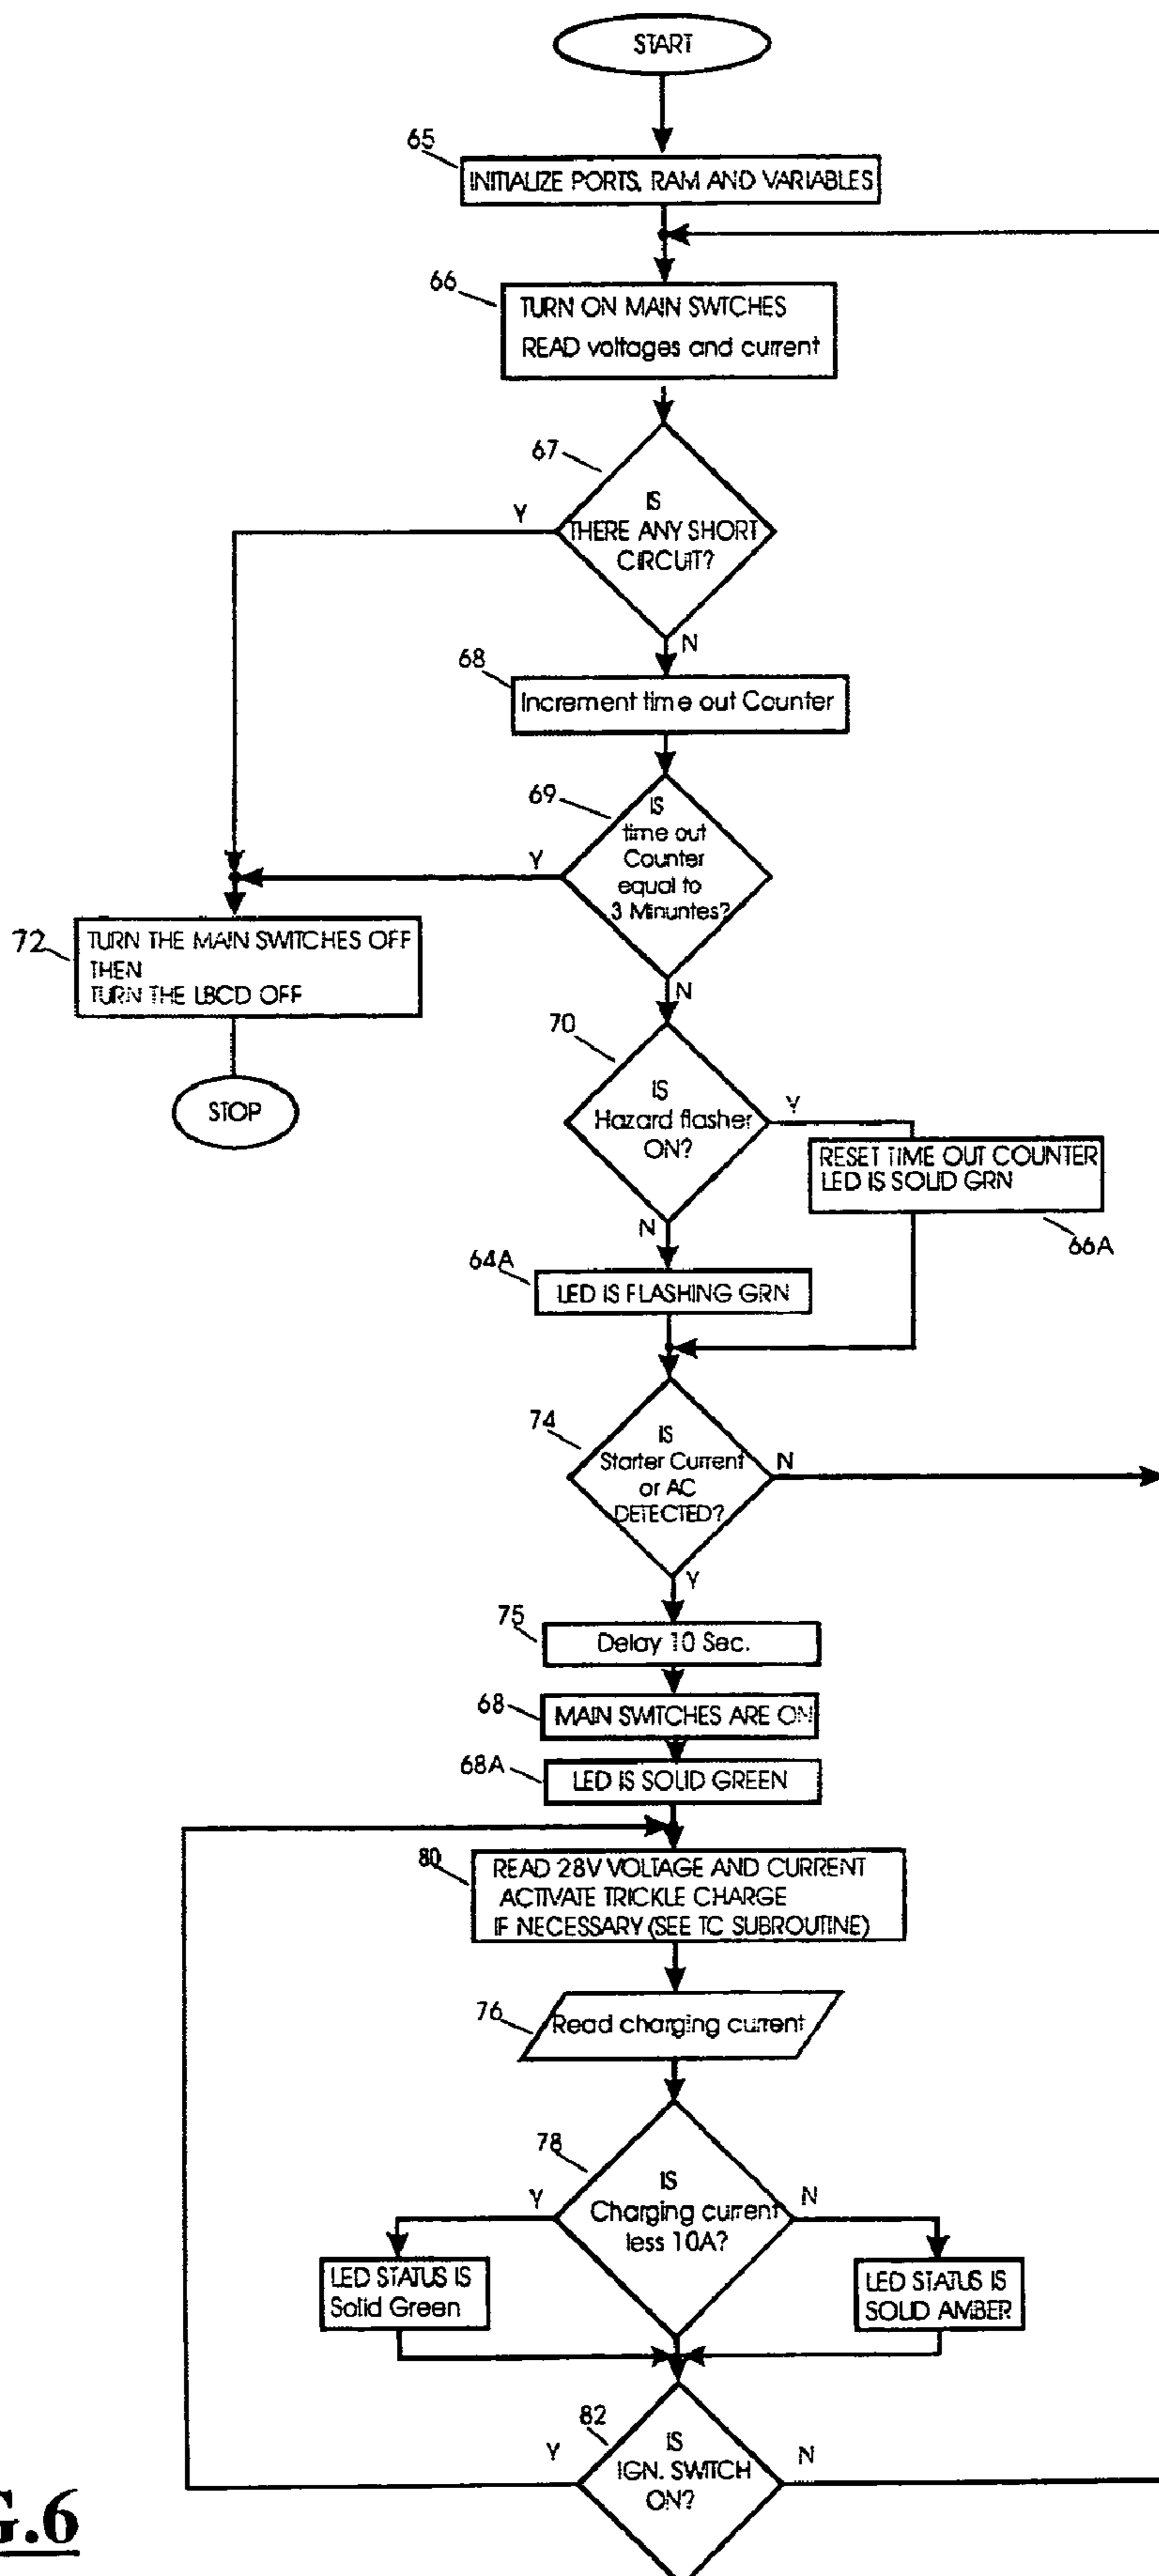 START
65
INITIALIZE PORTS, RAM AND VARIABLES
66
TURN ON MAIN SWTCHES
READ voltages and current
67
IS
THERE ANY SHORT
CIRCUIT?
Y
N
68
Increment time out Counter
69
IS
time out
Counter
equal to
3 Minuntes?
Y
N
72
TURN THE MAIN SWITCHES OFF
THEN
TURN THE LBCD OFF
STOP
70
IS
Hazard flasher
ON?
Y
N
RESET TIME OUT COUNTER
LED IS SOLID GRN
66A
64A
LED IS FLASHING GRN
74
IS
Starter Current
or AC
DETECTED?
N
Y
75
Delay 10 Sec.
68
MAIN SWITCHES ARE ON
68A
LED IS SOLID GREEN
80
READ 28V VOLTAGE AND CURRENT
ACTIVATE TRICKLE CHARGE
IF NECESSARY (SEE TC SUBROUTINE)
76
Read charging current
78
IS
Charging current
less 10A?
Y
N
LED STATUS IS
Solid Green
LED STATUS IS
SOLID AMBER
82
IS
IGN. SWITCH
ON?
Y
N
G.6